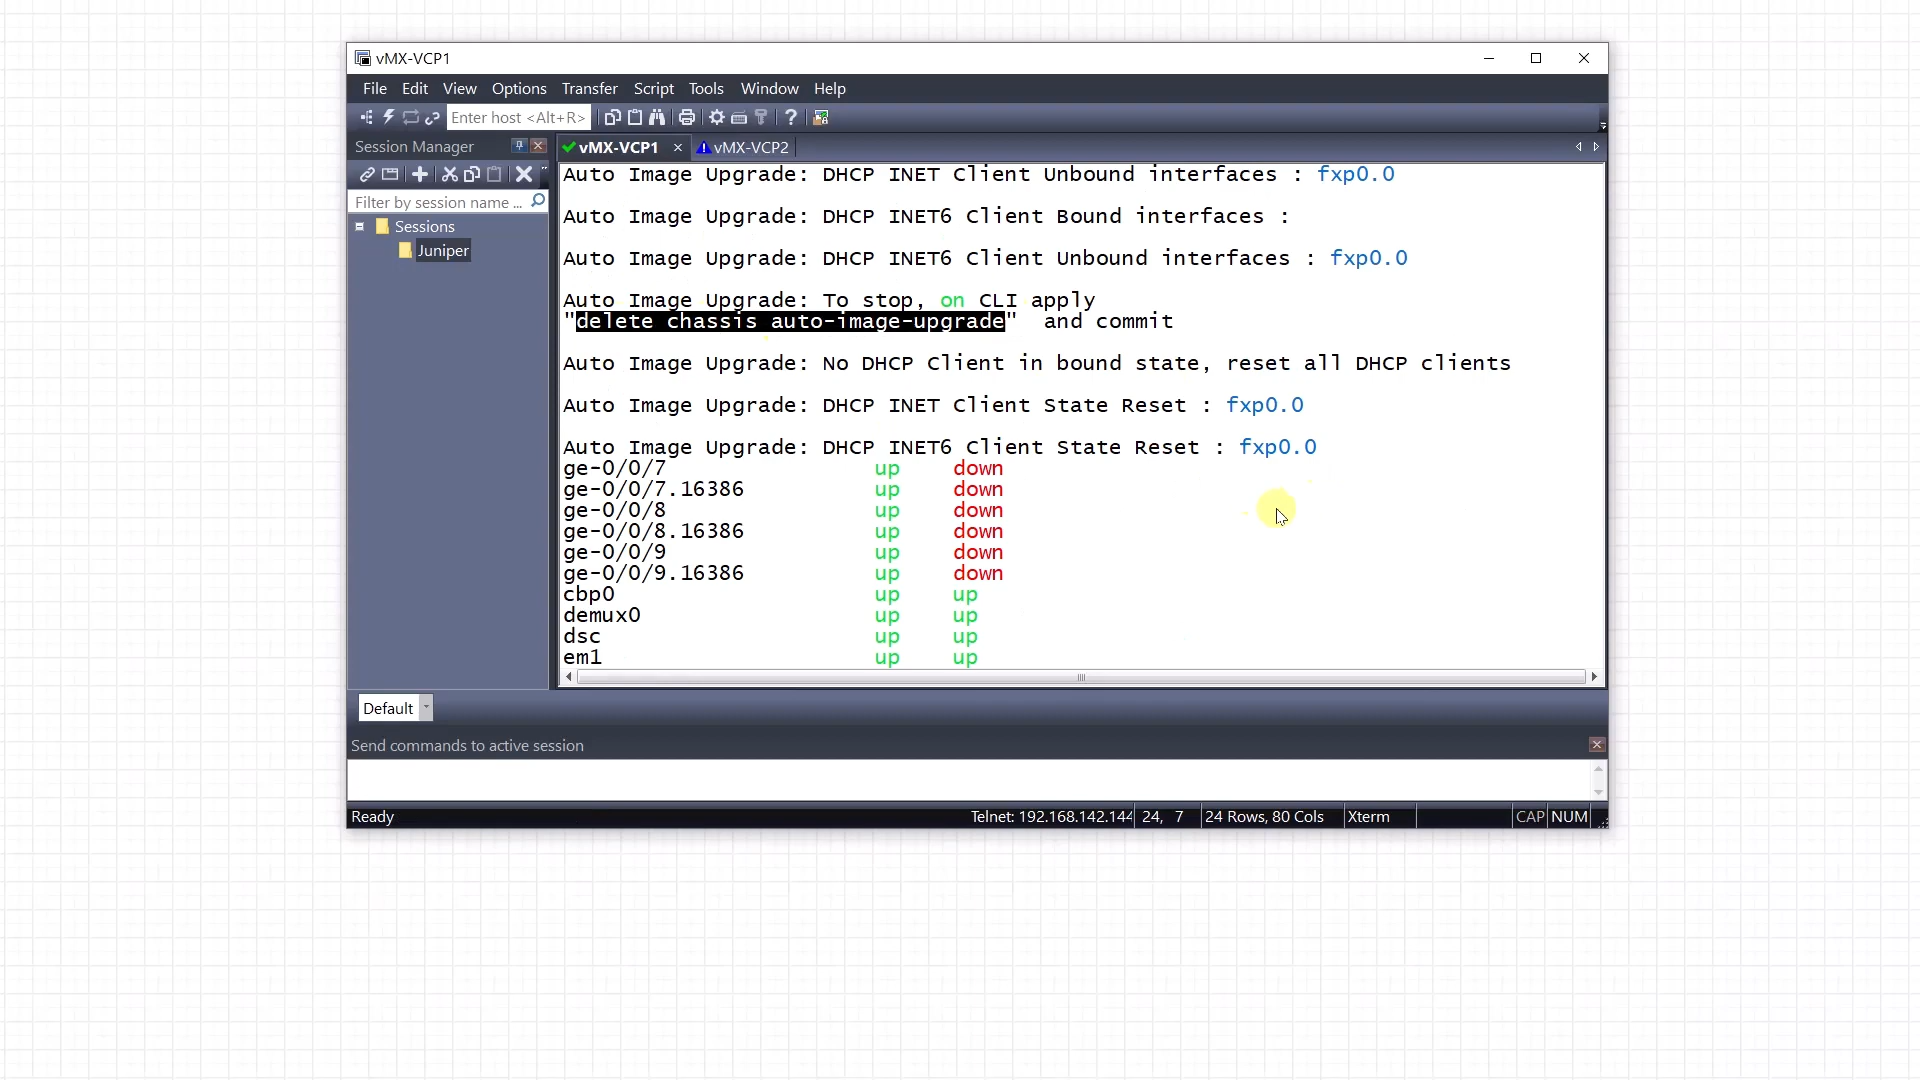 vMX-VCP1
File Edit View Options Transfer Script Tools Window Help
Enter host <Alt+R>
Session Manager
vMX-VCP1 vMX-VCP2
Filter by session name ...
Sessions
Juniper
Auto Image Upgrade: DHCP INET Client Unbound interfaces : fxp0.0
Auto Image Upgrade: DHCP INET6 Client Bound interfaces :
Auto Image Upgrade: DHCP INET6 Client Unbound interfaces : fxp0.0
Auto Image Upgrade: To stop, on CLI apply
"delete chassis auto-image-upgrade"  and commit
Auto Image Upgrade: No DHCP Client in bound state, reset all DHCP clients
Auto Image Upgrade: DHCP INET Client State Reset : fxp0.0
Auto Image Upgrade: DHCP INET6 Client State Reset : fxp0.0
ge-0/0/7 up down
ge-0/0/7.16386 up down
ge-0/0/8 up down
ge-0/0/8.16386 up down
ge-0/0/9 up down
ge-0/0/9.16386 up down
cbp0 up up
demux0 up up
dsc up up
em1 up up
Default
Send commands to active session
Ready Telnet: 192.168.142.144 24, 7 24 Rows, 80 Cols Xterm CAP NUM